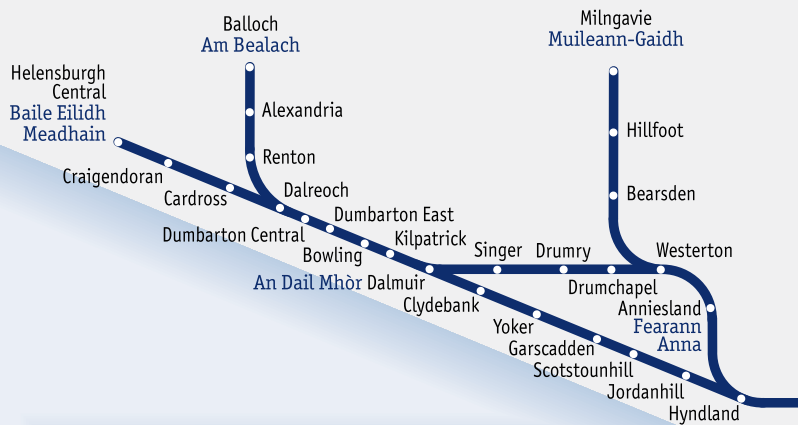 Balloch
Am Bealach
Milngavie
Muileann-Gaidh
Helensburgh
Central
Baile Eilidh
Meadhain
Alexandria
Hillfoot
Renton
Craigendoran
Cardross
Dalreoch
Bearsden
Dumbarton East
Dumbarton Central
Kilpatrick
Bowling
Singer
Drumry
Westerton
An Dail Mhòr Dalmuir
Drumchapel
Clydebank
Anniesland
Fearann
Anna
Yoker
Garscadden
Scotstounhill
Jordanhill
Hyndland